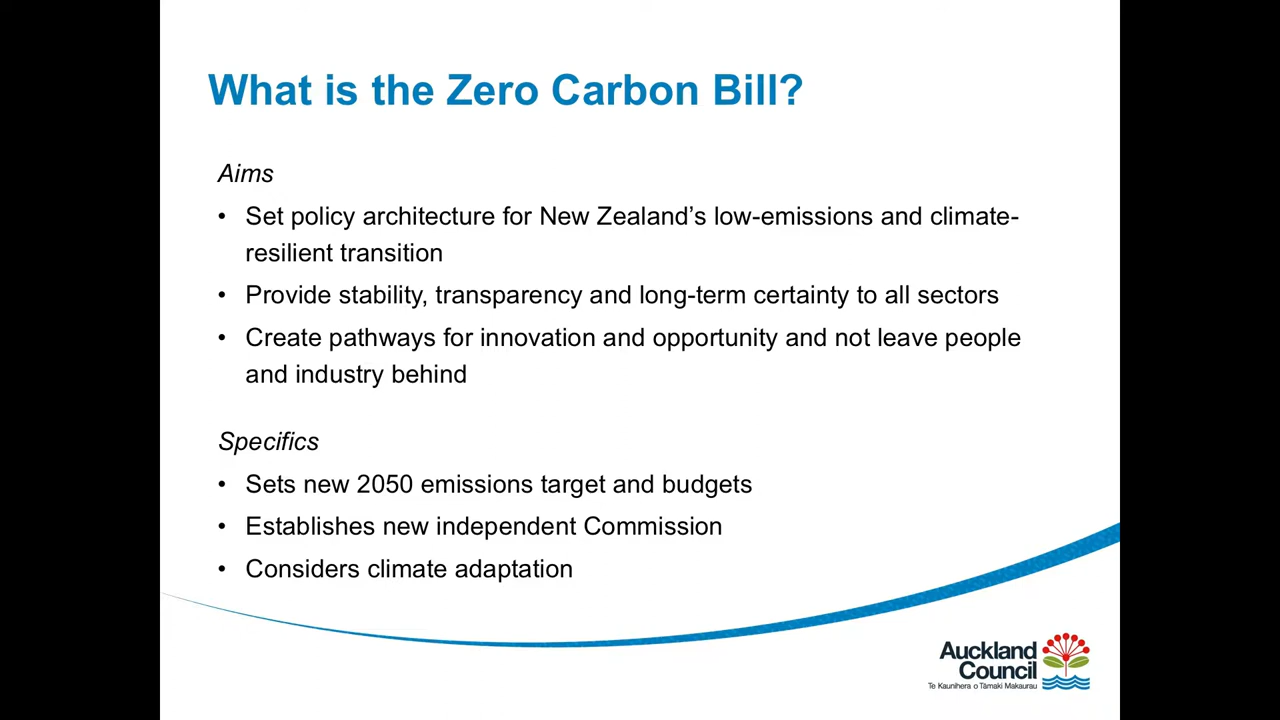 What is the Zero Carbon Bill?
Aims
• Set policy architecture for New Zealand’s low-emissions and climate-
resilient transition
• Provide stability, transparency and long-term certainty to all sectors
• Create pathways for innovation and opportunity and not leave people
and industry behind
Specifics
• Sets new 2050 emissions target and budgets
• Establishes new independent Commission
• Considers climate adaptation
Auckland
Council
Te Kaunihera o Tāmaki Makaurau